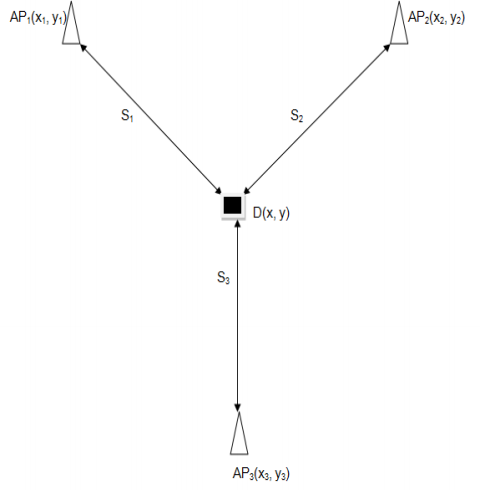 AP₁(x₁, y₁)
AP₂(x₂, y₂)
S₁
S₂
D(x, y)
S₃
AP₃(x₃, y₃)